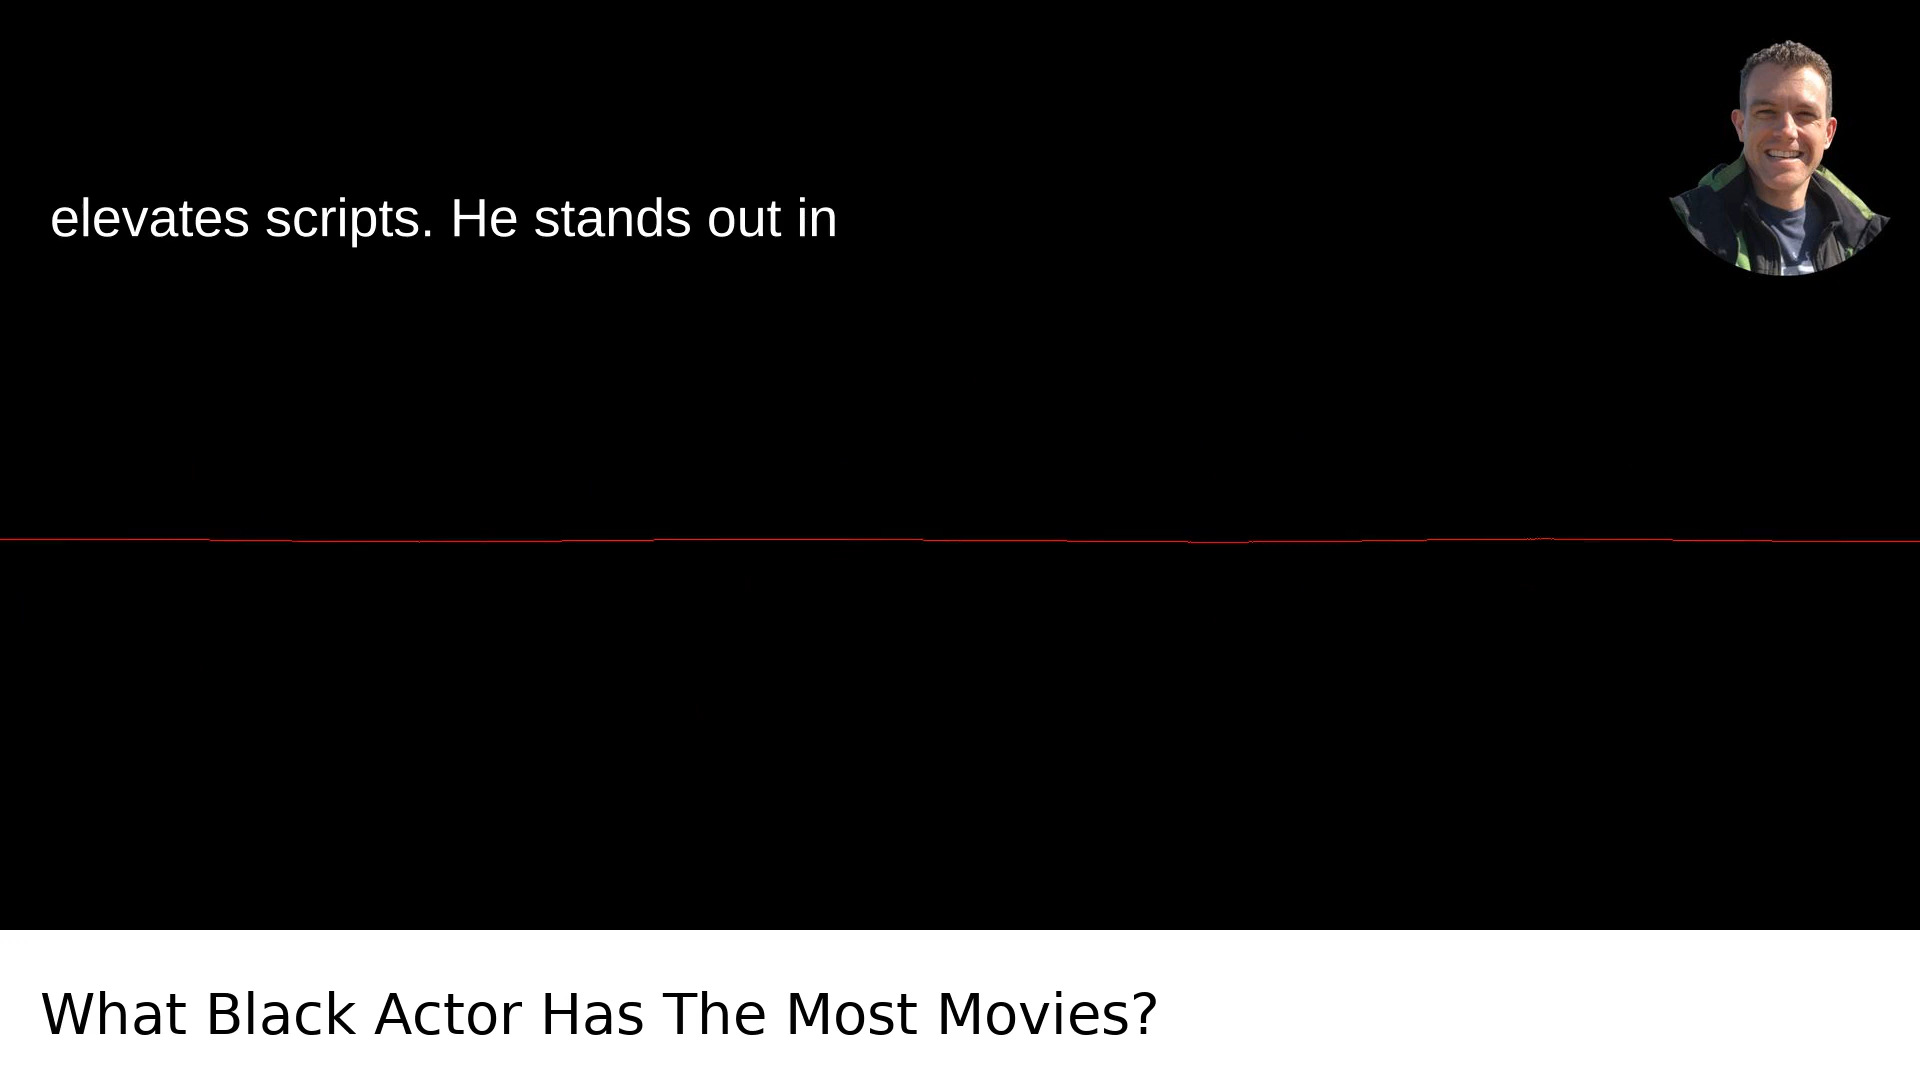 elevates scripts. He stands out in
What Black Actor Has The Most Movies?